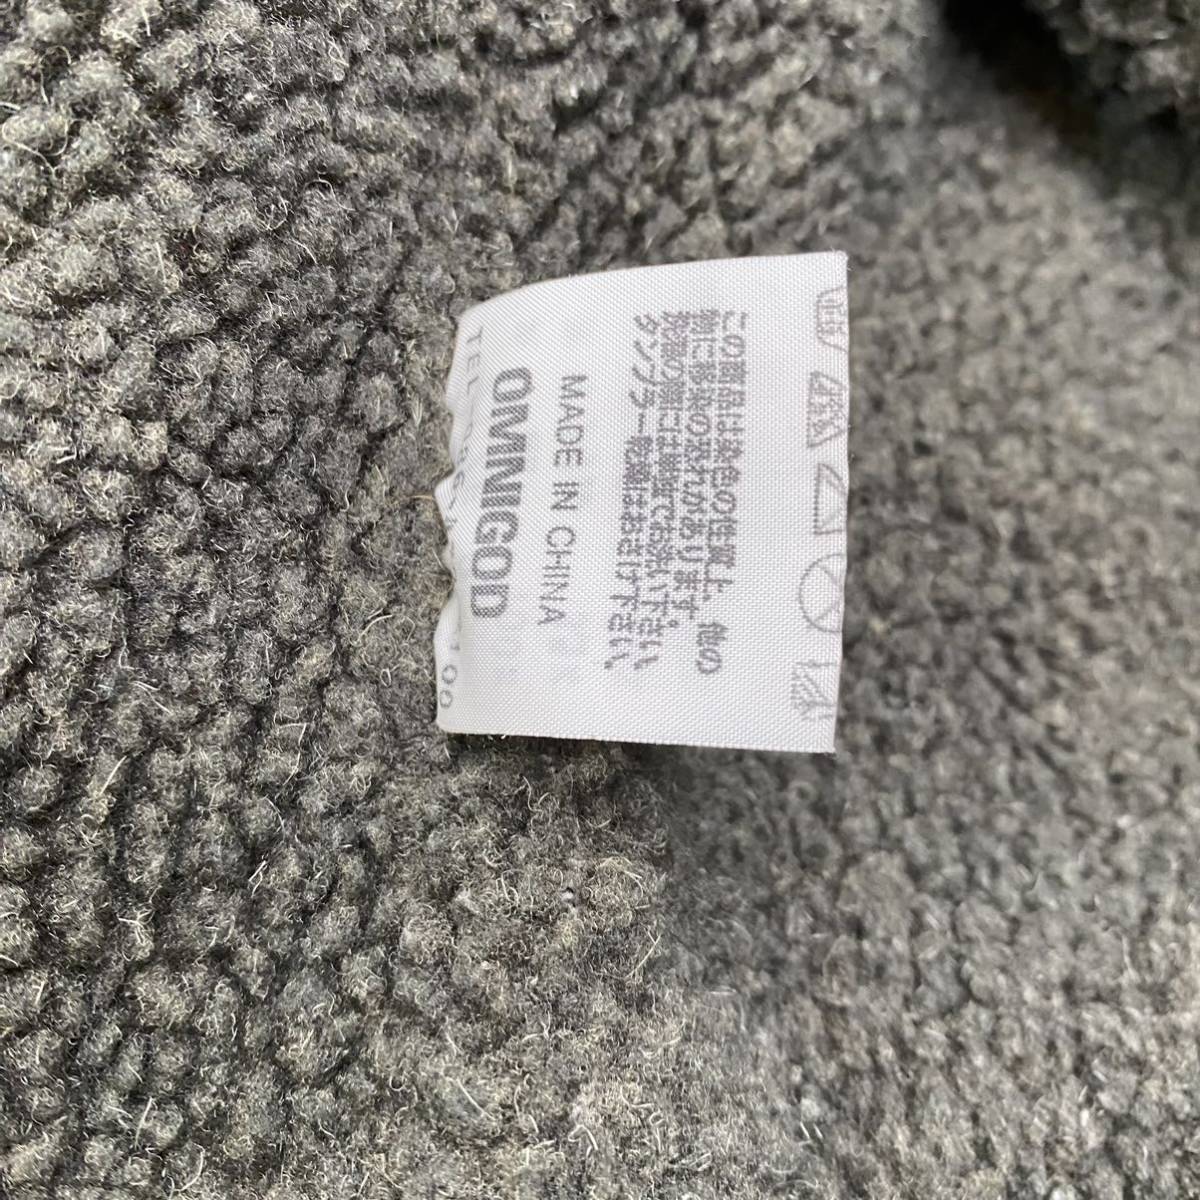 この商品は染色の性質上、他の
物に移染の恐れがあります。
洗濯の際には単独でお洗い下さい。
タンブラー乾燥はお避け下さい。
MADE IN CHINA
OMNIGOD